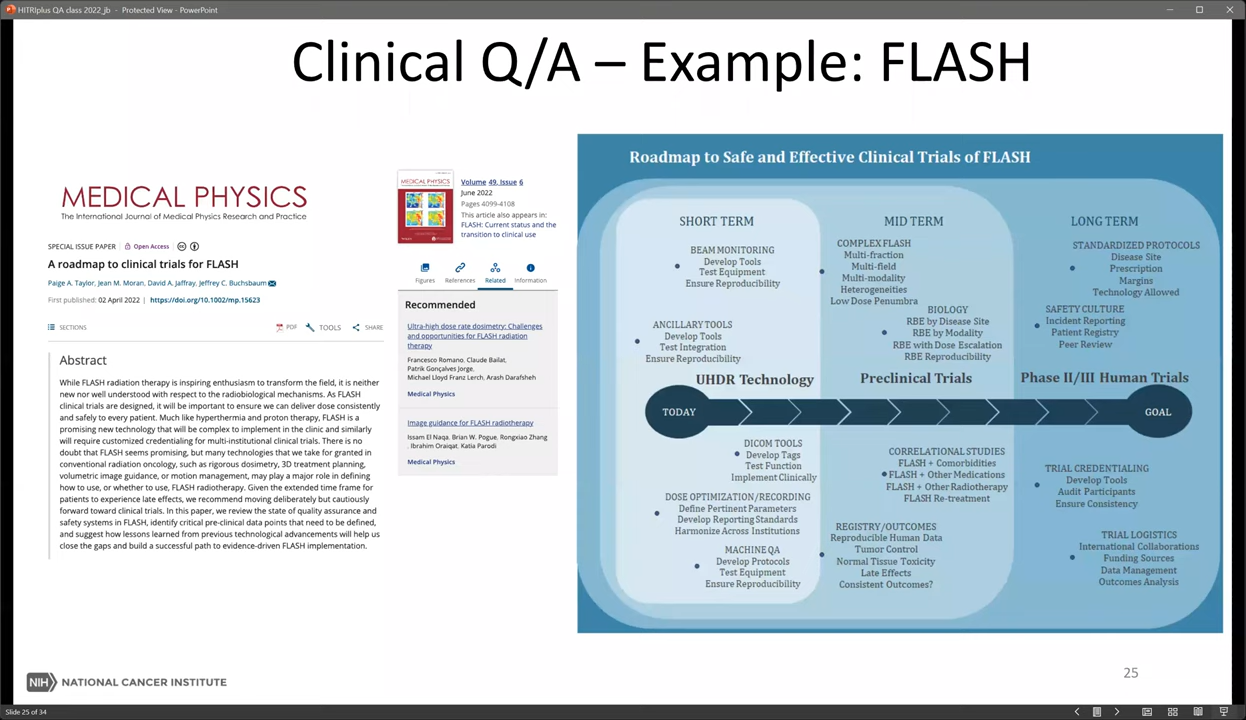 HITRIplus QA class 2022_jb - Protected View - PowerPoint
Clinical Q/A – Example: FLASH
MEDICAL PHYSICS
The International Journal of Medical Physics Research and Practice
SPECIAL ISSUE PAPER Open Access
A roadmap to clinical trials for FLASH
Paige A. Taylor, Jean M. Moran, David A. Jaffray, Jeffrey C. Buchsbaum
First published: 02 April 2022 | https://doi.org/10.1002/mp.15623
SECTIONS PDF TOOLS SHARE
Abstract
While FLASH radiation therapy is inspiring enthusiasm to transform the field, it is neither
new nor well understood with respect to the radiobiological mechanisms. As FLASH
clinical trials are designed, it will be important to ensure we can deliver dose consistently
and safely to every patient. Much like hyperthermia and proton therapy, FLASH is a
promising new technology that will be complex to implement in the clinic and similarly
will require customized credentialing for multi-institutional clinical trials. There is no
doubt that FLASH seems promising, but many technologies that we take for granted in
conventional radiation oncology, such as rigorous dosimetry, 3D treatment planning,
volumetric image guidance, or motion management, may play a major role in defining
how to use, or whether to use, FLASH radiotherapy. Given the extended time frame for
patients to experience late effects, we recommend moving deliberately but cautiously
forward toward clinical trials. In this paper, we review the state of quality assurance and
safety systems in FLASH, identify critical pre-clinical data points that need to be defined,
and suggest how lessons learned from previous technological advancements will help us
close the gaps and build a successful path to evidence-driven FLASH implementation.
MEDICAL PHYSICS
Volume 49, Issue 6
June 2022
Pages 4099-4108
This article also appears in:
FLASH: Current status and the
transition to clinical use
Figures References Related Information
Recommended
Ultra-high dose rate dosimetry: Challenges
and opportunities for FLASH radiation
therapy
Francesco Romano, Claude Bailat,
Patrik Gonçalves Jorge,
Michael Lloyd Franz Lerch, Arash Darafsheh
Medical Physics
Image guidance for FLASH radiotherapy
Issam El Naqa, Brian W. Pogue, Rongxiao Zhang
, Ibrahim Oraiqat, Katia Parodi
Medical Physics
Roadmap to Safe and Effective Clinical Trials of FLASH
SHORT TERM
BEAM MONITORING
Develop Tools
Test Equipment
Ensure Reproducibility
ANCILLARY TOOLS
Develop Tools
Test Integration
Ensure Reproducibility
MID TERM
COMPLEX FLASH
Multi-fraction
Multi-field
Multi-modality
Heterogeneities
Low Dose Penumbra
BIOLOGY
RBE by Disease Site
RBE by Modality
RBE with Dose Escalation
RBE Reproducibility
LONG TERM
STANDARDIZED PROTOCOLS
Disease Site
Prescription
Margins
Technology Allowed
SAFETY CULTURE
Incident Reporting
Patient Registry
Peer Review
UHDR Technology Preclinical Trials Phase II/III Human Trials
TODAY GOAL
DICOM TOOLS
Develop Tags
Test Function
Implement Clinically
DOSE OPTIMIZATION/RECORDING
Define Pertinent Parameters
Develop Reporting Standards
Harmonize Across Institutions
MACHINE QA
Develop Protocols
Test Equipment
Ensure Reproducibility
CORRELATIONAL STUDIES
FLASH + Comorbidities
FLASH + Other Medications
FLASH + Other Radiotherapy
FLASH Re-treatment
REGISTRY/OUTCOMES
Reproducible Human Data
Tumor Control
Normal Tissue Toxicity
Late Effects
Consistent Outcomes?
TRIAL CREDENTIALING
Develop Tools
Audit Participants
Ensure Consistency
TRIAL LOGISTICS
International Collaborations
Funding Sources
Data Management
Outcomes Analysis
NIH NATIONAL CANCER INSTITUTE
25
Slide 25 of 34